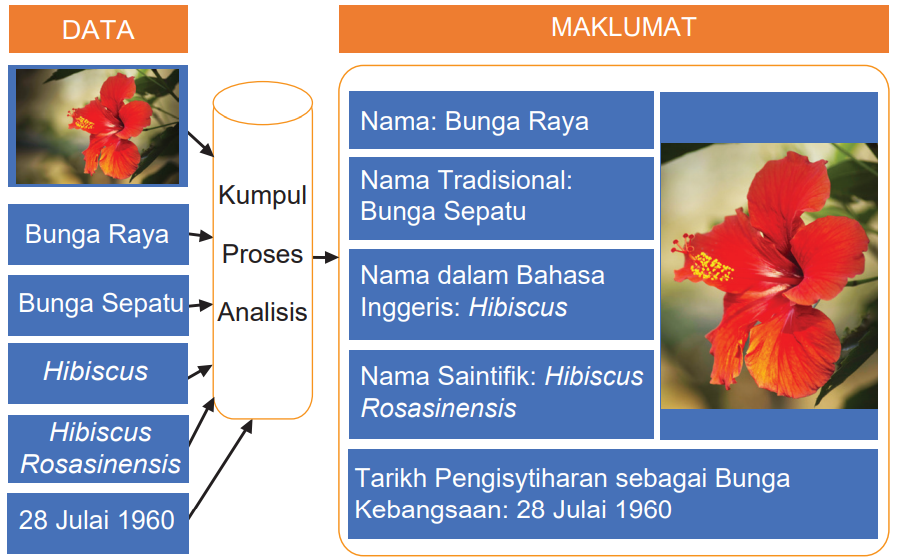 DATA
Bunga Raya
Bunga Sepatu
Hibiscus
Hibiscus
Rosasinensis
28 Julai 1960
Kumpul
Proses
Analisis
MAKLUMAT
Nama: Bunga Raya
Nama Tradisional:
Bunga Sepatu
Nama dalam Bahasa
Inggeris: Hibiscus
Nama Saintifik: Hibiscus
Rosasinensis
Tarikh Pengisytiharan sebagai Bunga
Kebangsaan: 28 Julai 1960